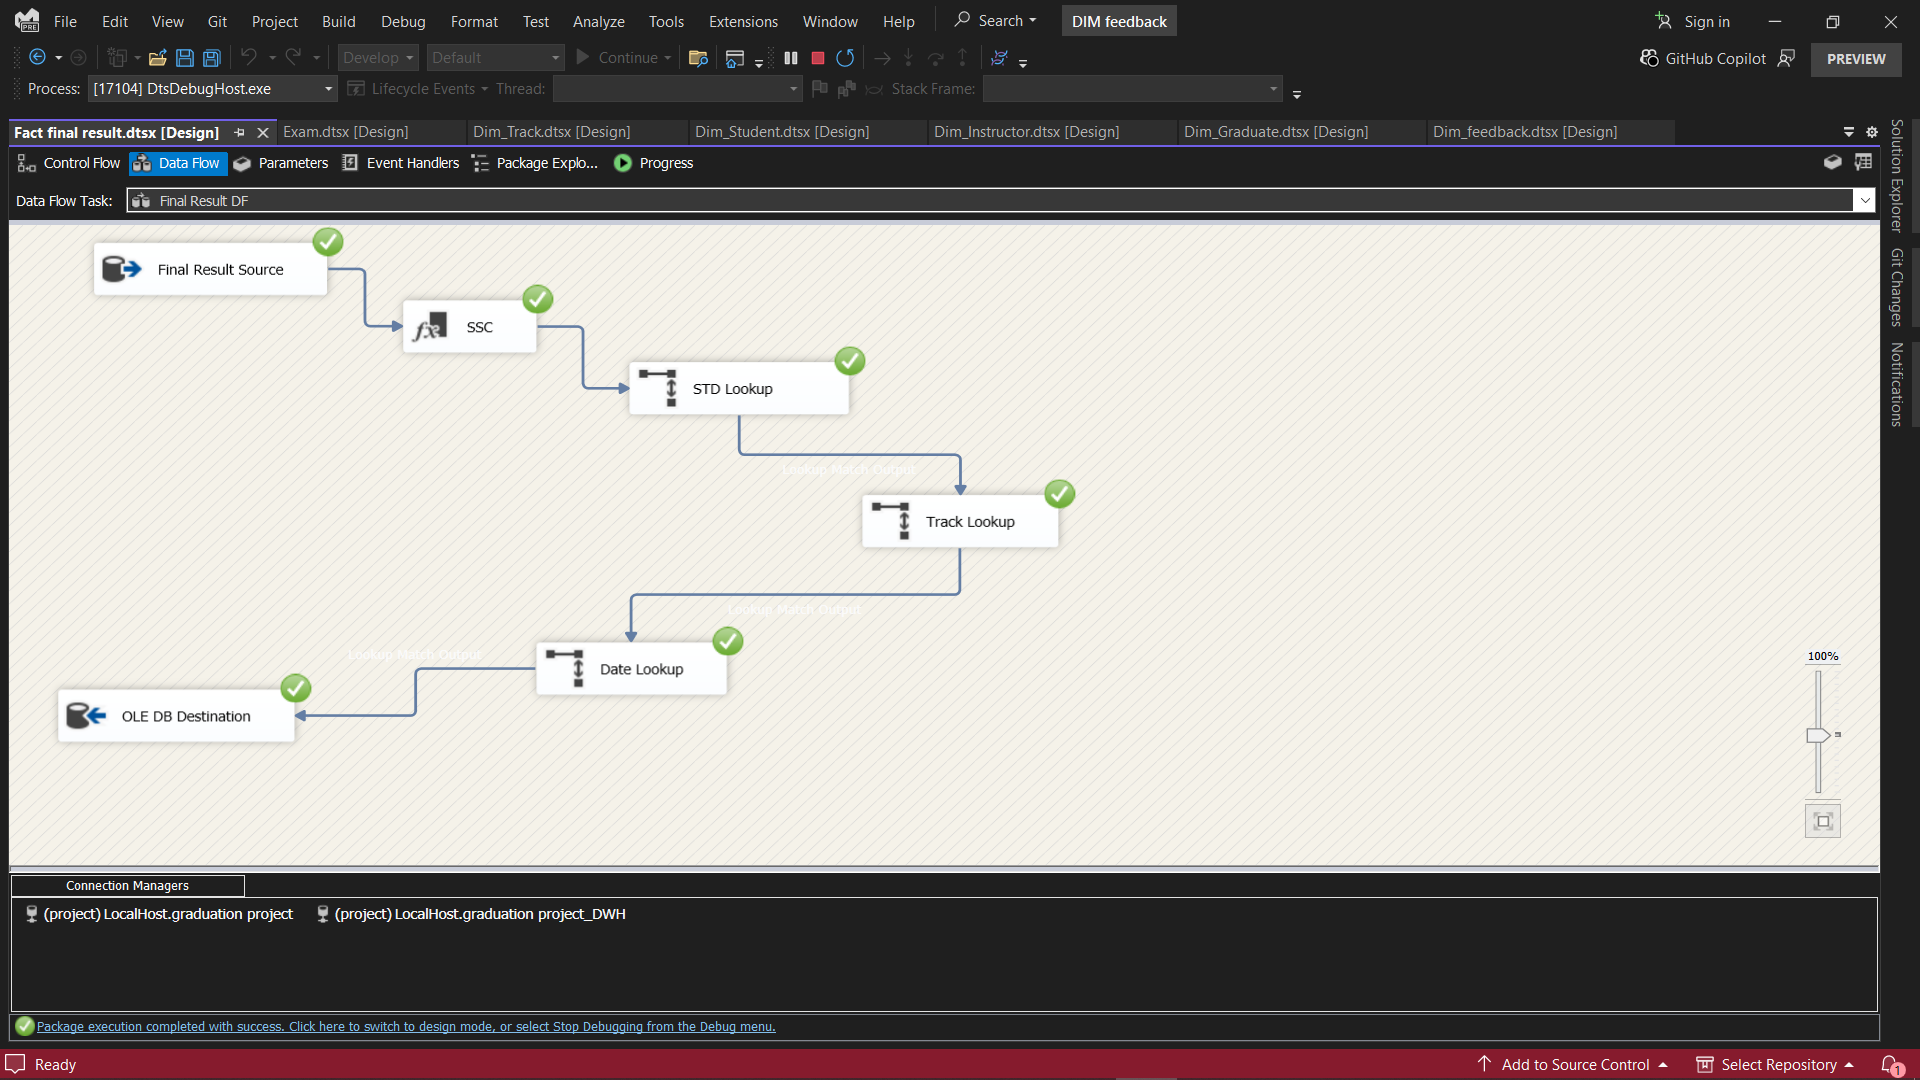 File Edit View Git Project Build Debug Format Test Analyze Tools Extensions Window Help Search DIM feedback Sign in
PRE
Develop Default Continue GitHub Copilot PREVIEW
Process: [17104] DtsDebugHost.exe Lifecycle Events Thread: Stack Frame:
Fact final result.dtsx [Design] Exam.dtsx [Design] Dim_Track.dtsx [Design] Dim_Student.dtsx [Design] Dim_Instructor.dtsx [Design] Dim_Graduate.dtsx [Design] Dim_feedback.dtsx [Design]
Control Flow Data Flow Parameters Event Handlers Package Explo... Progress
Data Flow Task: Final Result DF
Solution Explorer
Git Changes
Notifications
Final Result Source
fx SSC
STD Lookup
Lookup Match Output
Track Lookup
Lookup Match Output
Lookup Match Output
Date Lookup
OLE DB Destination
100%
Connection Managers
(project) LocalHost.graduation project (project) LocalHost.graduation project_DWH
Package execution completed with success. Click here to switch to design mode, or select Stop Debugging from the Debug menu.
Ready Add to Source Control Select Repository 1